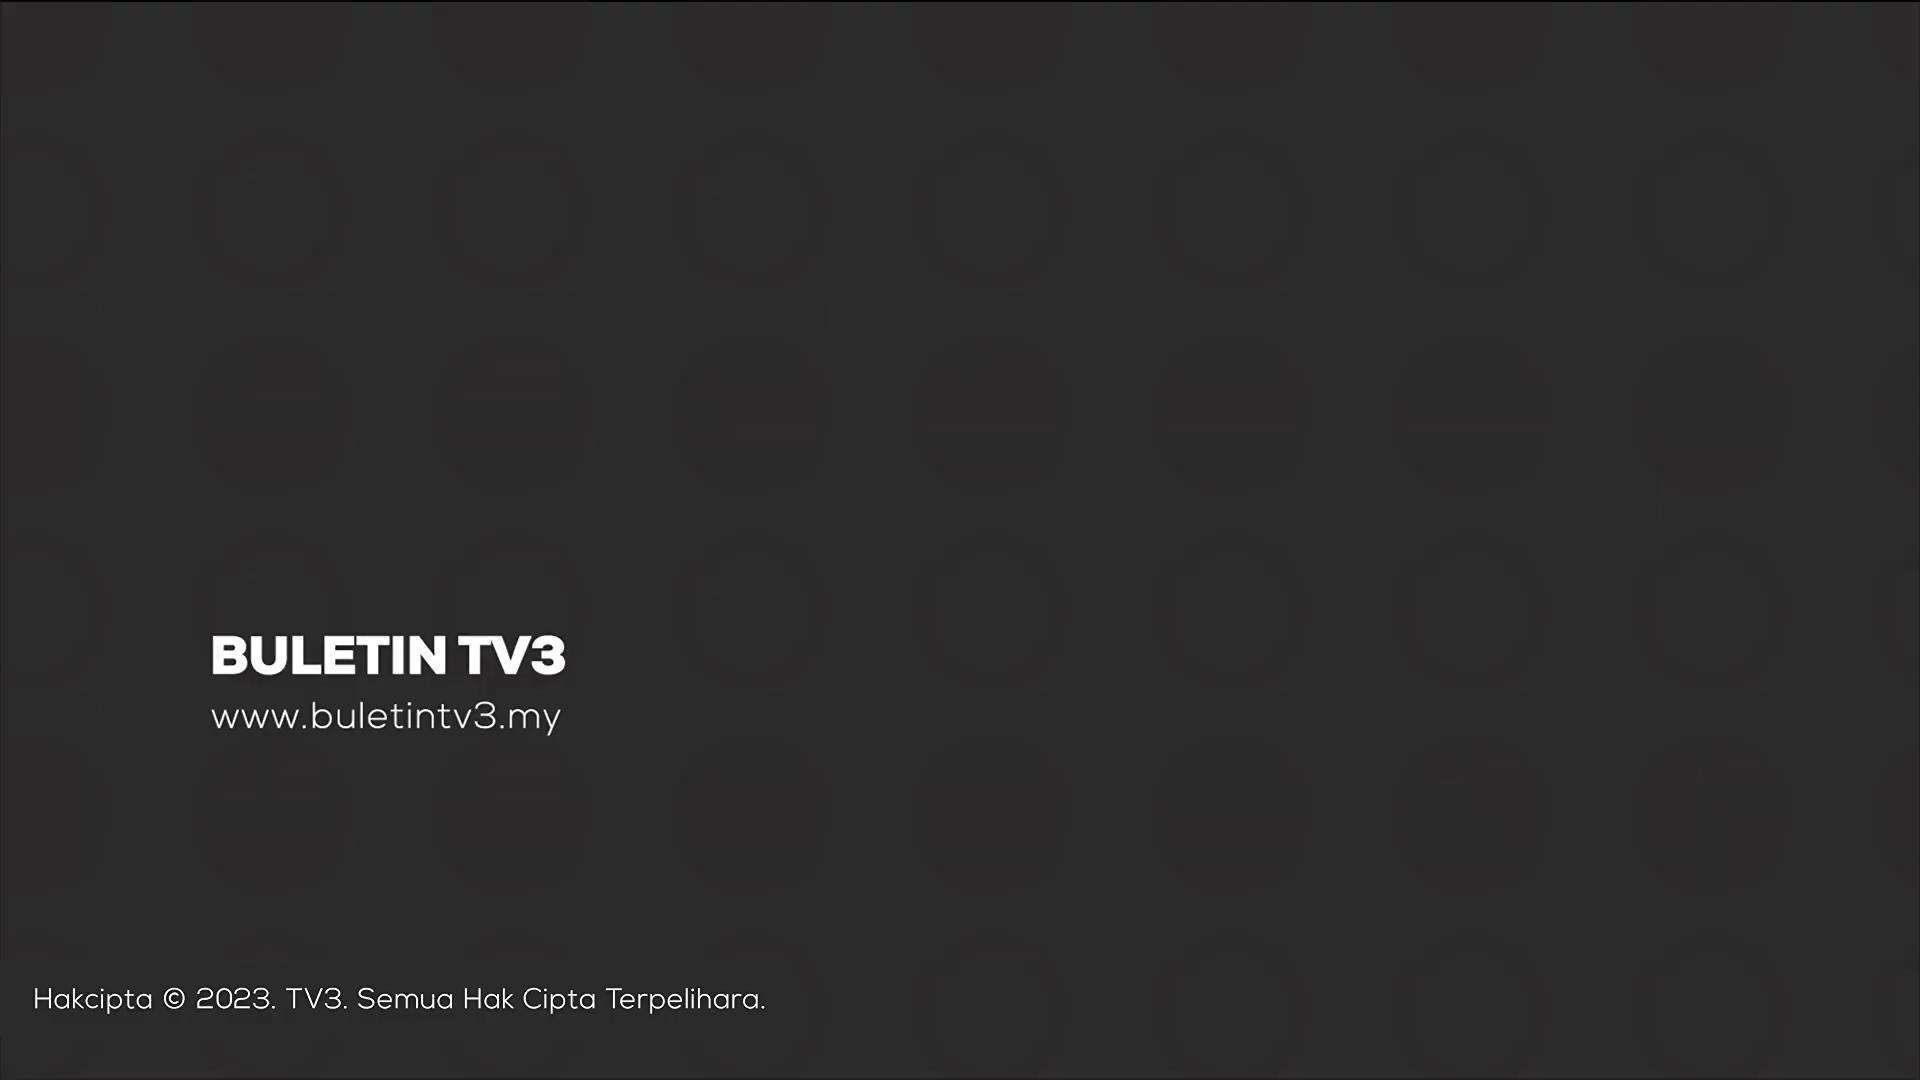 BULETIN TV3
www.buletintv3.my
Hakcipta © 2023. TV3. Semua Hak Cipta Terpelihara.